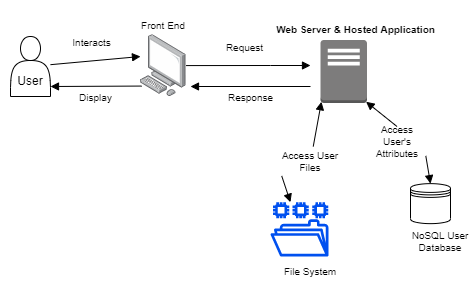 Front End
Web Server & Hosted Application
Interacts
Request
User
Display
Response
Access
User's
Attributes
Access User
Files
NoSQL User
Database
File System